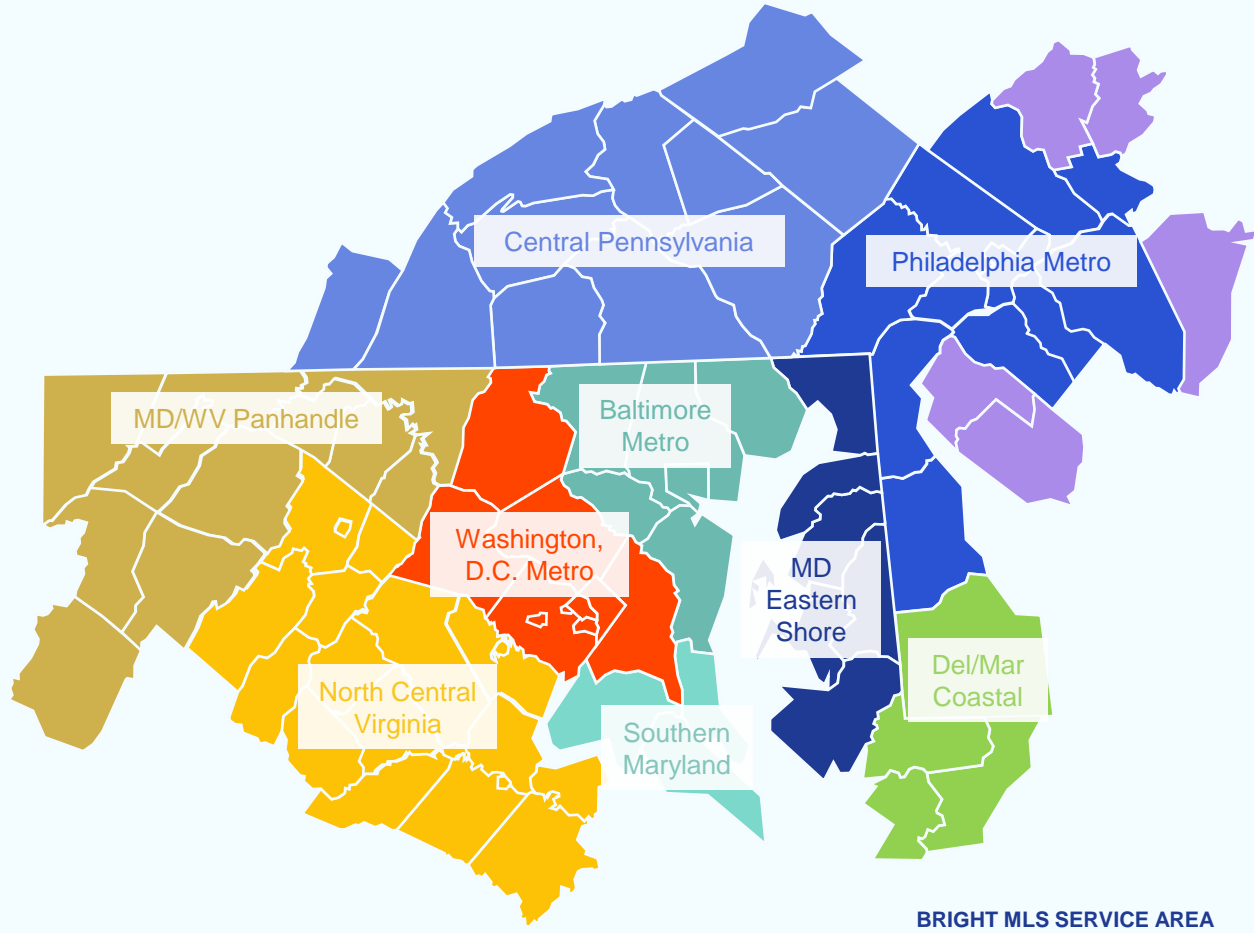 Central Pennsylvania
Philadelphia Metro
MD/WV Panhandle
Baltimore
Metro
Washington,
D.C. Metro
MD
Eastern
Shore
Del/Mar
Coastal
North Central
Virginia
Southern
Maryland
BRIGHT MLS SERVICE AREA